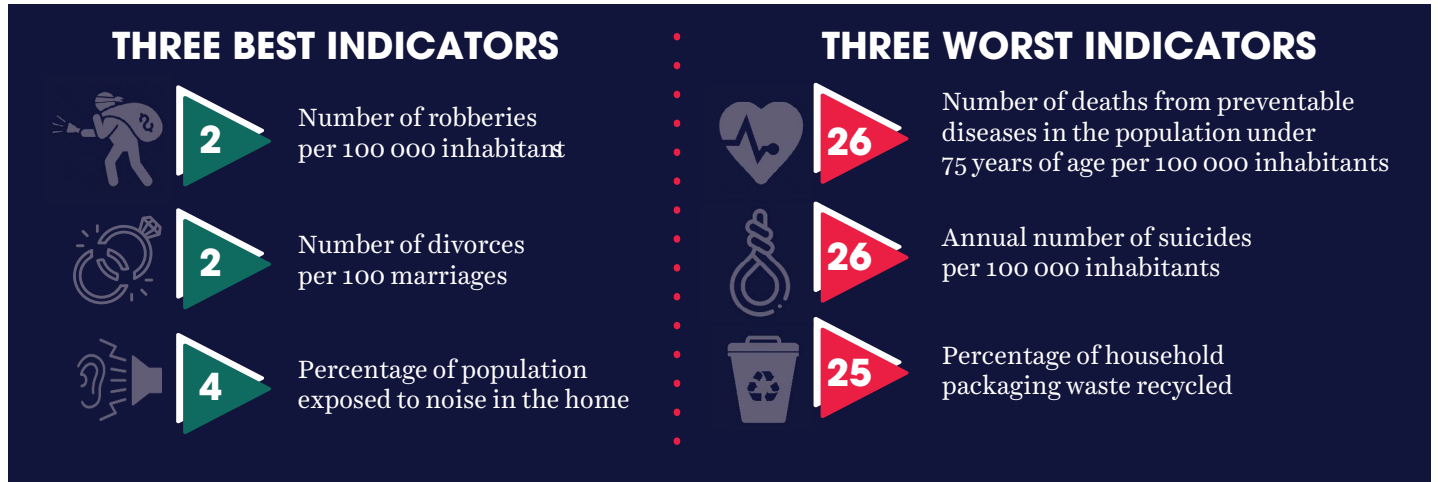 THREE BEST INDICATORS
2
Number of robberies
per 100 000 inhabitants
2
Number of divorces
per 100 marriages
4
Percentage of population
exposed to noise in the home
THREE WORST INDICATORS
26
Number of deaths from preventable
diseases in the population under
75 years of age per 100 000 inhabitants
26
Annual number of suicides
per 100 000 inhabitants
25
Percentage of household
packaging waste recycled